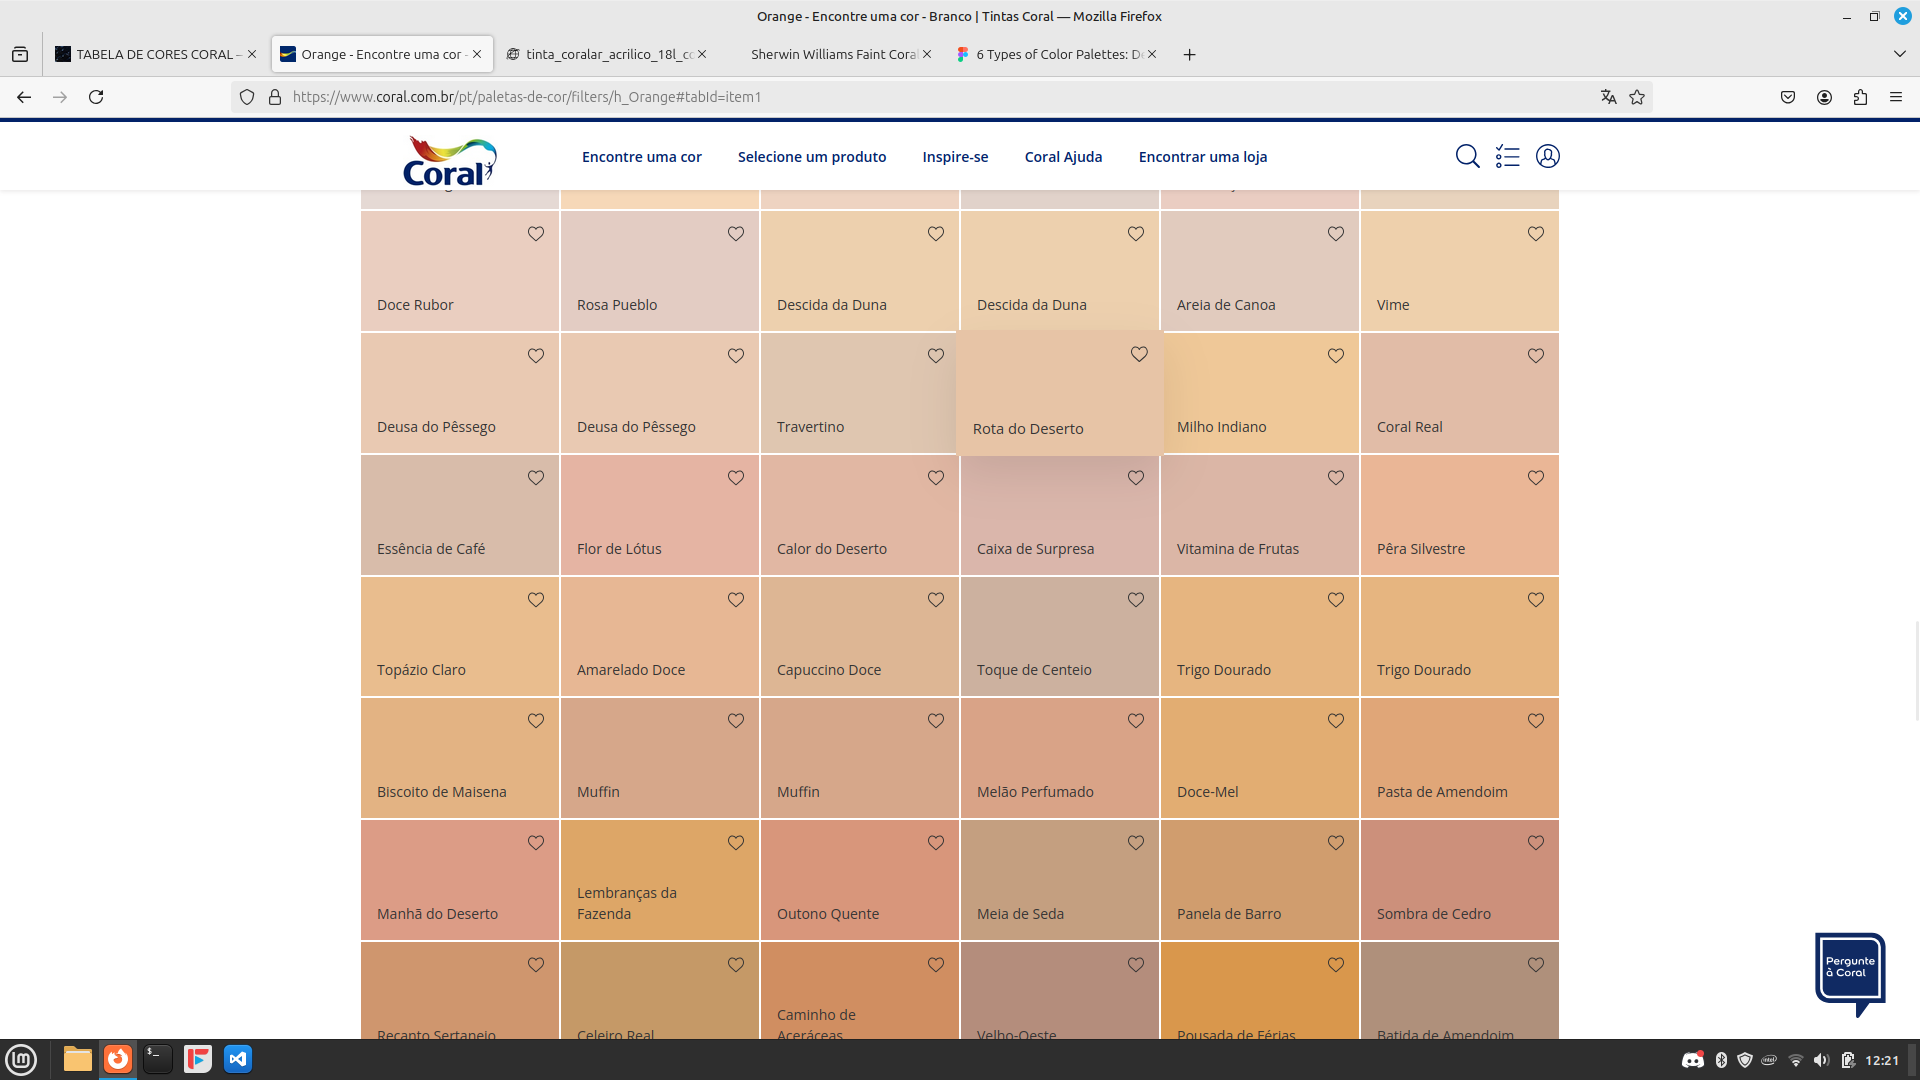 Orange - Encontre uma cor - Branco | Tintas Coral — Mozilla Firefox
TABELA DE CORES CORAL –
Orange - Encontre uma cor -
tinta_coralar_acrilico_18l_co
Sherwin Williams Faint Coral
6 Types of Color Palettes: De
https://www.coral.com.br/pt/paletas-de-cor/filters/h_Orange#tabId=item1
Coral
Encontre uma cor
Selecione um produto
Inspire-se
Coral Ajuda
Encontrar uma loja
Doce Rubor
Rosa Pueblo
Descida da Duna
Descida da Duna
Areia de Canoa
Vime
Deusa do Pêssego
Deusa do Pêssego
Travertino
Rota do Deserto
Milho Indiano
Coral Real
Essência de Café
Flor de Lótus
Calor do Deserto
Caixa de Surpresa
Vitamina de Frutas
Pêra Silvestre
Topázio Claro
Amarelado Doce
Capuccino Doce
Toque de Centeio
Trigo Dourado
Trigo Dourado
Biscoito de Maisena
Muffin
Muffin
Melão Perfumado
Doce-Mel
Pasta de Amendoim
Manhã do Deserto
Lembranças da
Fazenda
Outono Quente
Meia de Seda
Panela de Barro
Sombra de Cedro
Recanto Sertanejo
Celeiro Real
Caminho de
Aceráceas
Velho-Oeste
Pousada de Férias
Batida de Amendoim
Pergunte
à Coral
12:21